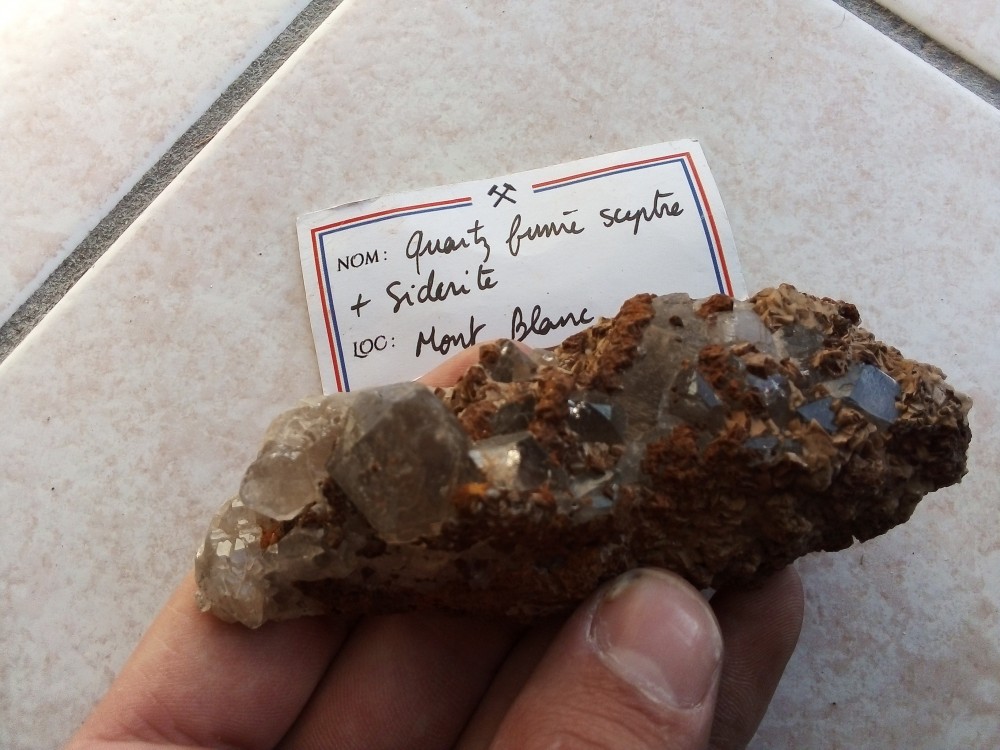 NOM: Quartz fumé sceptre
+ Siderite
LOC: Mont Blanc